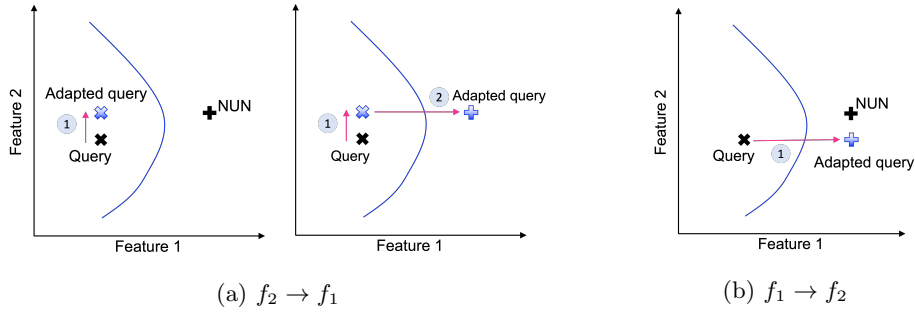 Feature 2
Adapted query
1
Query
NUN
Feature 1
2
Adapted query
1
Query
Feature 1
(a) f₂ → f₁
Feature 2
NUN
Query
1
Adapted query
Feature 1
(b) f₁ → f₂